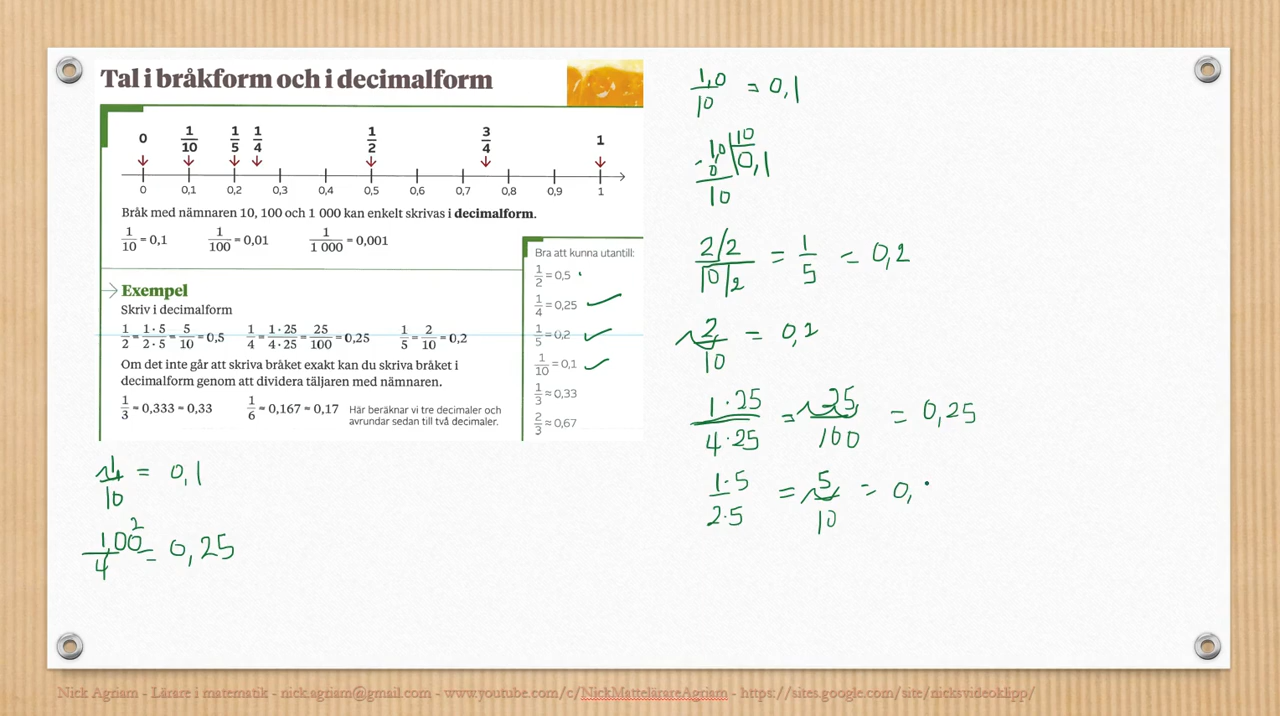 Tal i bråkform och i decimalform
0 1/10 1/5 1/4 1/2 3/4 1
0 0,1 0,2 0,3 0,4 0,5 0,6 0,7 0,8 0,9 1
Bråk med nämnaren 10, 100 och 1 000 kan enkelt skrivas i decimalform.
1/10 = 0,1 1/100 = 0,01 1/1 000 = 0,001
Exempel
Skriv i decimalform
1/2 = 1·5/2·5 = 5/10 = 0,5 1/4 = 1·25/4·25 = 25/100 = 0,25 1/5 = 2/10 = 0,2
Om det inte går att skriva bråket exakt kan du skriva bråket i
decimalform genom att dividera täljaren med nämnaren.
1/3 ≈ 0,333 ≈ 0,33 1/6 ≈ 0,167 ≈ 0,17
Här beräknar vi tre decimaler och
avrundar sedan till två decimaler.
Bra att kunna utantill:
1/2 = 0,5
1/4 = 0,25
1/5 = 0,2
1/10 = 0,1
1/3 ≈ 0,33
2/3 ≈ 0,67
1/10 = 0,1
1,00/4 = 0,25
2
1,0/10 = 0,1
1,0 10
0 0,1
10
2/2 / 10/2 = 1/5 = 0,2
2/10 = 0,2
1·25/4·25 = 25/100 = 0,25
1·5/2·5 = 5/10 = 0,
Nick Agriam - Lärare i matematik - nick.agriam@gmail.com - www.youtube.com/c/NickMattelärareAgriam - https://sites.google.com/site/nicksvideoklipp/